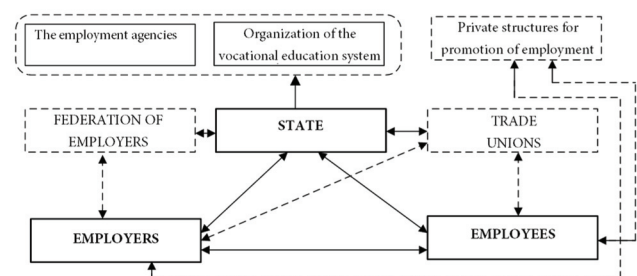 The employment agencies
Organization of the
vocational education system
Private structures for
promotion of employment
FEDERATION OF
EMPLOYERS
STATE
TRADE
UNIONS
EMPLOYERS
EMPLOYEES